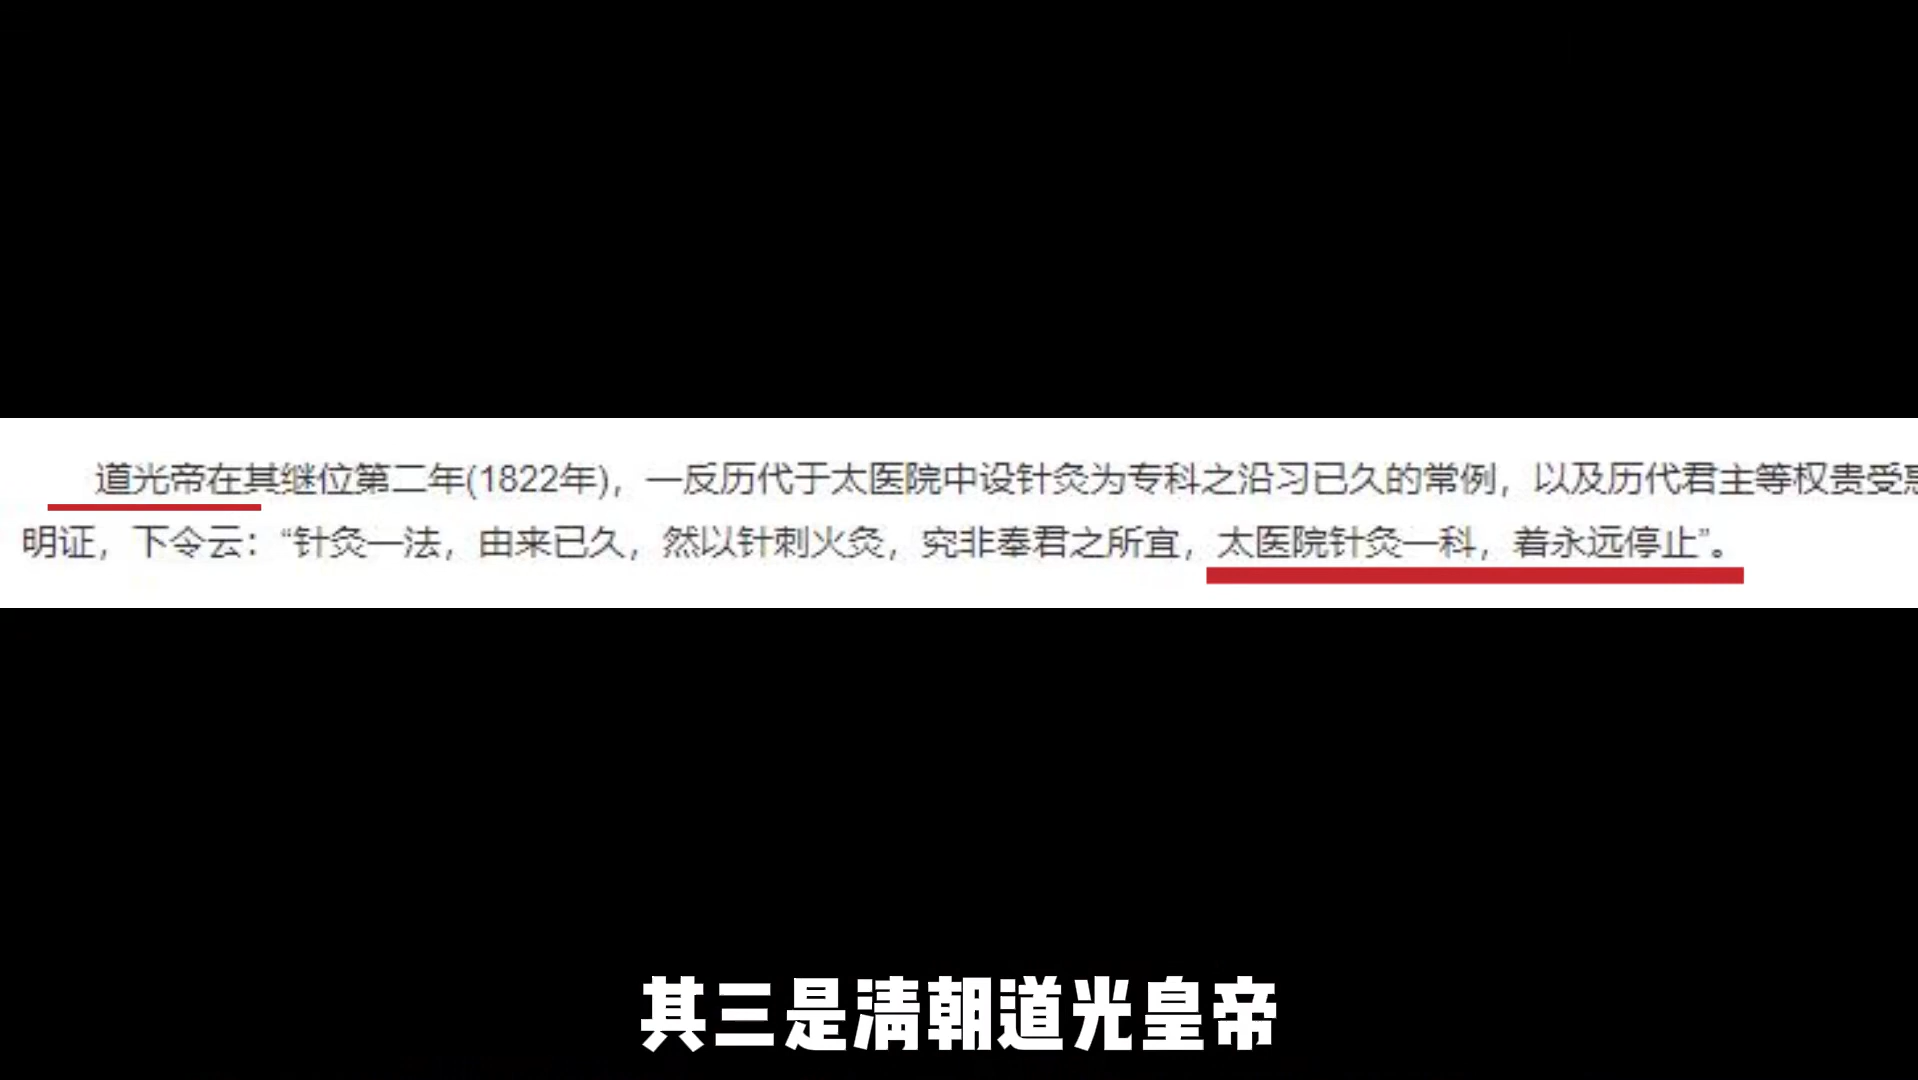 道光帝在其继位第二年(1822年)，一反历代于太医院中设针灸为专科之沿习已久的常例，以及历代君主等权贵受惠
明证，下令云：“针灸一法，由来已久，然以针刺火灸，究非奉君之所宜，太医院针灸一科，着永远停止”。
其三是清朝道光皇帝